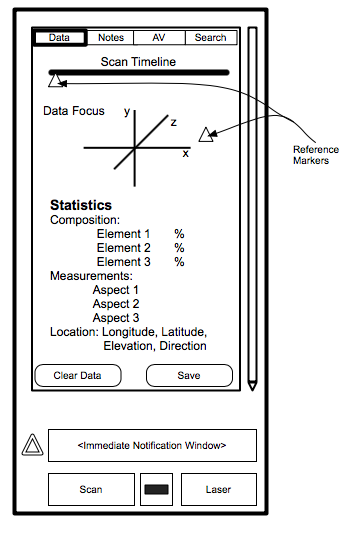 Data Notes AV Search
Scan Timeline
Data Focus
y
z
x
Reference
Markers
Statistics
Composition:
Element 1 %
Element 2 %
Element 3 %
Measurements:
Aspect 1
Aspect 2
Aspect 3
Location: Longitude, Latitude,
Elevation, Direction
Clear Data Save
<Immediate Notification Window>
Scan Laser